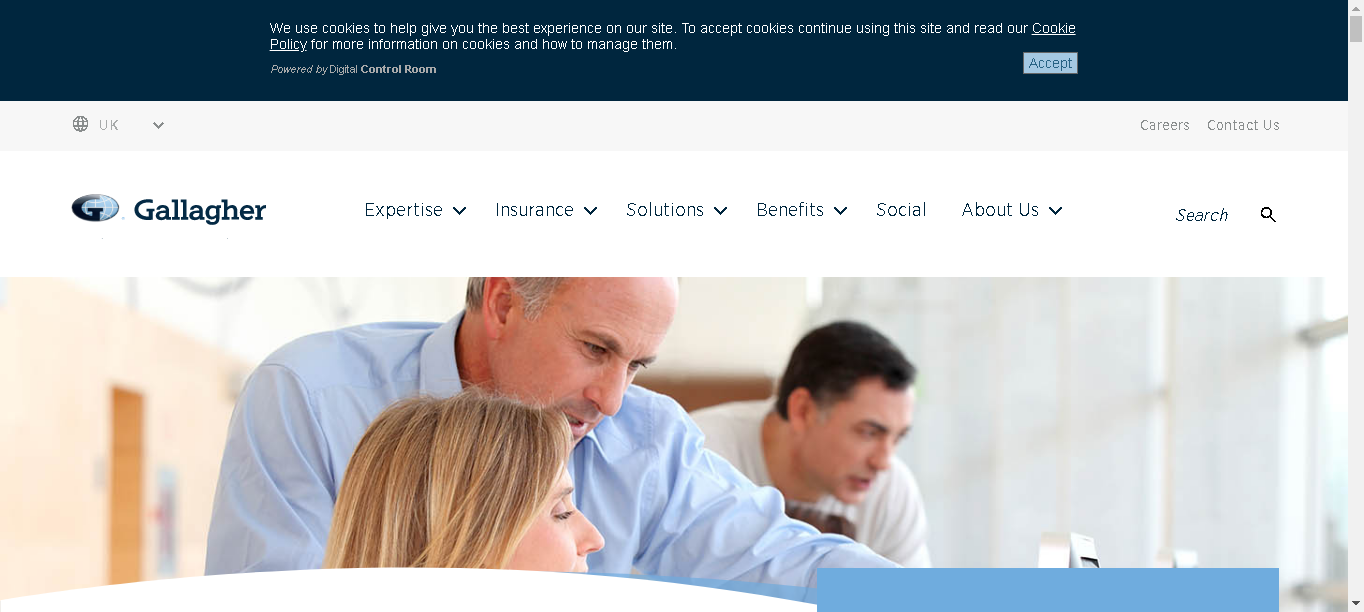 We use cookies to help give you the best experience on our site. To accept cookies continue using this site and read our Cookie
Policy for more information on cookies and how to manage them.
Powered by Digital Control Room
Accept
UK
Careers
Contact Us
Gallagher
Expertise
Insurance
Solutions
Benefits
Social
About Us
Search